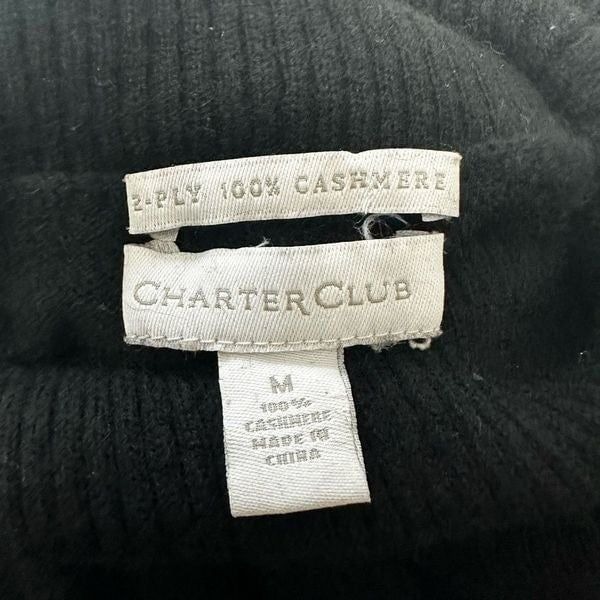 2-PLY 100% CASHMERE
CHARTER CLUB
M
100%
CASHMERE
MADE IN
CHINA